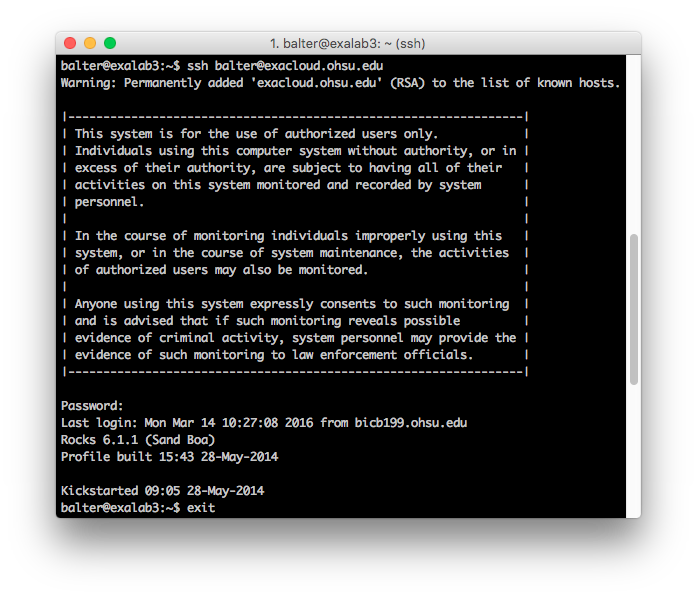 1. balter@exalab3: ~ (ssh)
balter@exalab3:~$ ssh balter@exacloud.ohsu.edu
Warning: Permanently added 'exacloud.ohsu.edu' (RSA) to the list of known hosts.
|-----------------------------------------------------------------|
| This system is for the use of authorized users only. |
| Individuals using this computer system without authority, or in |
| excess of their authority, are subject to having all of their |
| activities on this system monitored and recorded by system |
| personnel. |
| |
| In the course of monitoring individuals improperly using this |
| system, or in the course of system maintenance, the activities |
| of authorized users may also be monitored. |
| |
| Anyone using this system expressly consents to such monitoring |
| and is advised that if such monitoring reveals possible |
| evidence of criminal activity, system personnel may provide the |
| evidence of such monitoring to law enforcement officials. |
|-----------------------------------------------------------------|
Password:
Last login: Mon Mar 14 10:27:08 2016 from bicb199.ohsu.edu
Rocks 6.1.1 (Sand Boa)
Profile built 15:43 28-May-2014
Kickstarted 09:05 28-May-2014
balter@exalab3:~$ exit